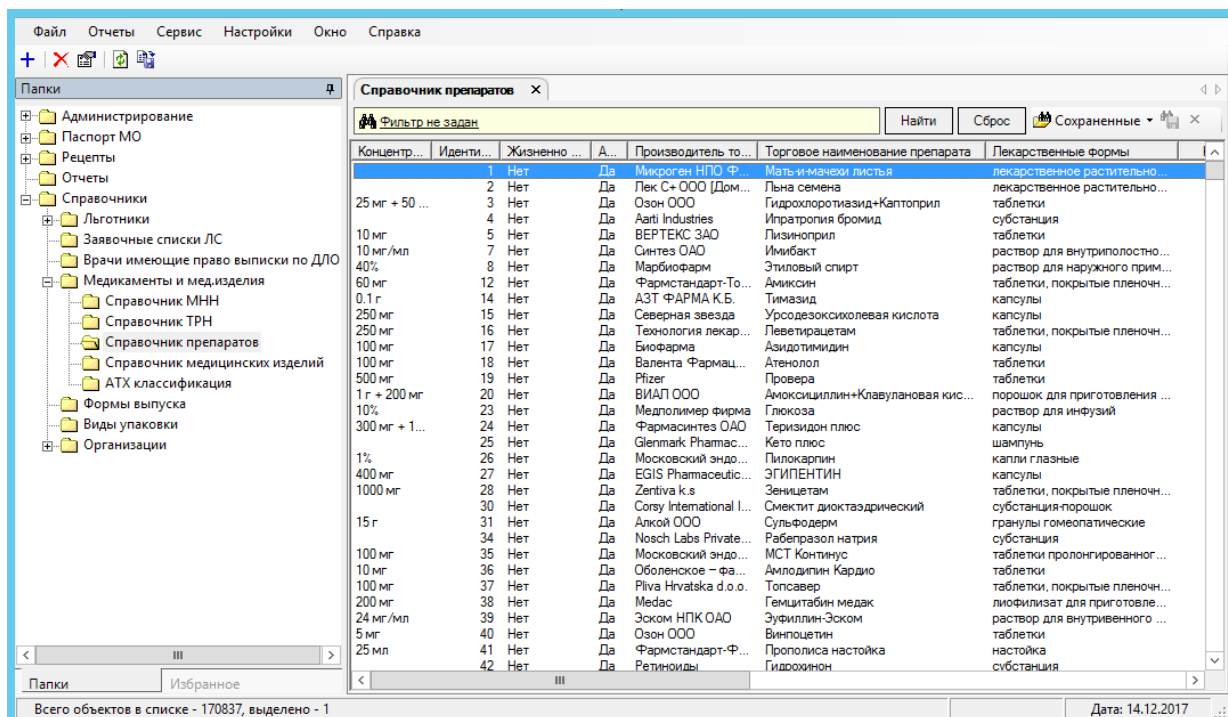 Файл Отчеты Сервис Настройки Окно Справка
Папки
Справочник препаратов
Администрирование
Паспорт МО
Рецепты
Отчеты
Справочники
Льготники
Заявочные списки ЛС
Врачи имеющие право выписки по ДЛО
Медикаменты и мед.изделия
Справочник МНН
Справочник ТРН
Справочник препаратов
Справочник медицинских изделий
АТХ классификация
Формы выпуска
Виды упаковки
Организации
Папки Избранное
Фильтр не задан Найти Сброс Сохраненные
Концентр... Иденти... Жизненно ... А... Производитель то... Торговое наименование препарата Лекарственные формы
1 Нет Да Микроген НПО Ф... Мать-и-мачехи листья лекарственное растительно...
2 Нет Да Лек С+ ООО [Дом... Льна семена лекарственное растительно...
25 мг + 50 ... 3 Нет Да Озон ООО Гидрохлоротиазид+Каптоприл таблетки
4 Нет Да Aarti Industries Ипратропия бромид субстанция
10 мг 5 Нет Да ВЕРТЕКС ЗАО Лизиноприл таблетки
10 мг/мл 7 Нет Да Синтез ОАО Имибакт раствор для внутриполостно...
40% 8 Нет Да Марбиофарм Этиловый спирт раствор для наружного прим...
60 мг 12 Нет Да Фармстандарт-То... Амиксин таблетки, покрытые пленочн...
0.1 г 14 Нет Да АЗТ ФАРМА К.Б. Тимазид капсулы
250 мг 15 Нет Да Северная звезда Урсодезоксихолевая кислота капсулы
250 мг 16 Нет Да Технология лекар... Леветирацетам таблетки, покрытые пленочн...
100 мг 17 Нет Да Биофарма Азидотимидин капсулы
100 мг 18 Нет Да Валента Фармац... Атенолол таблетки
500 мг 19 Нет Да Pfizer Провера таблетки
1 г + 200 мг 20 Нет Да ВИАЛ ООО Амоксициллин+Клавулановая кис... порошок для приготовления ...
10% 23 Нет Да Медполимер фирма Глюкоза раствор для инфузий
300 мг + 1... 24 Нет Да Фармасинтез ОАО Теризидон плюс капсулы
25 Нет Да Glenmark Pharmac... Кето плюс шампунь
1% 26 Нет Да Московский эндо... Пилокарпин капли глазные
400 мг 27 Нет Да EGIS Pharmaceutic... ЭГИПЕНТИН капсулы
1000 мг 28 Нет Да Zentiva k.s Зеницетам таблетки, покрытые пленочн...
30 Нет Да Corsy International I... Смектит диоктаэдрический субстанция-порошок
15 г 31 Нет Да Алкой ООО Сульфодерм гранулы гомеопатические
34 Нет Да Nosch Labs Private... Рабепразол натрия субстанция
100 мг 35 Нет Да Московский эндо... МСТ Континус таблетки пролонгированног...
10 мг 36 Нет Да Оболенское – фа... Амлодипин Кардио таблетки
100 мг 37 Нет Да Pliva Hrvatska d.o.o. Топсавер таблетки, покрытые пленочн...
200 мг 38 Нет Да Medac Гемцитабин медак лиофилизат для приготовле...
24 мг/мл 39 Нет Да Эском НПК ОАО Эуфиллин-Эском раствор для внутривенного ...
5 мг 40 Нет Да Озон ООО Винпоцетин таблетки
25 мл 41 Нет Да Фармстандарт-Ф... Прополиса настойка настойка
42 Нет Да Ретиноиды Гидрохинон субстанция
Всего объектов в списке - 170837, выделено - 1 Дата: 14.12.2017